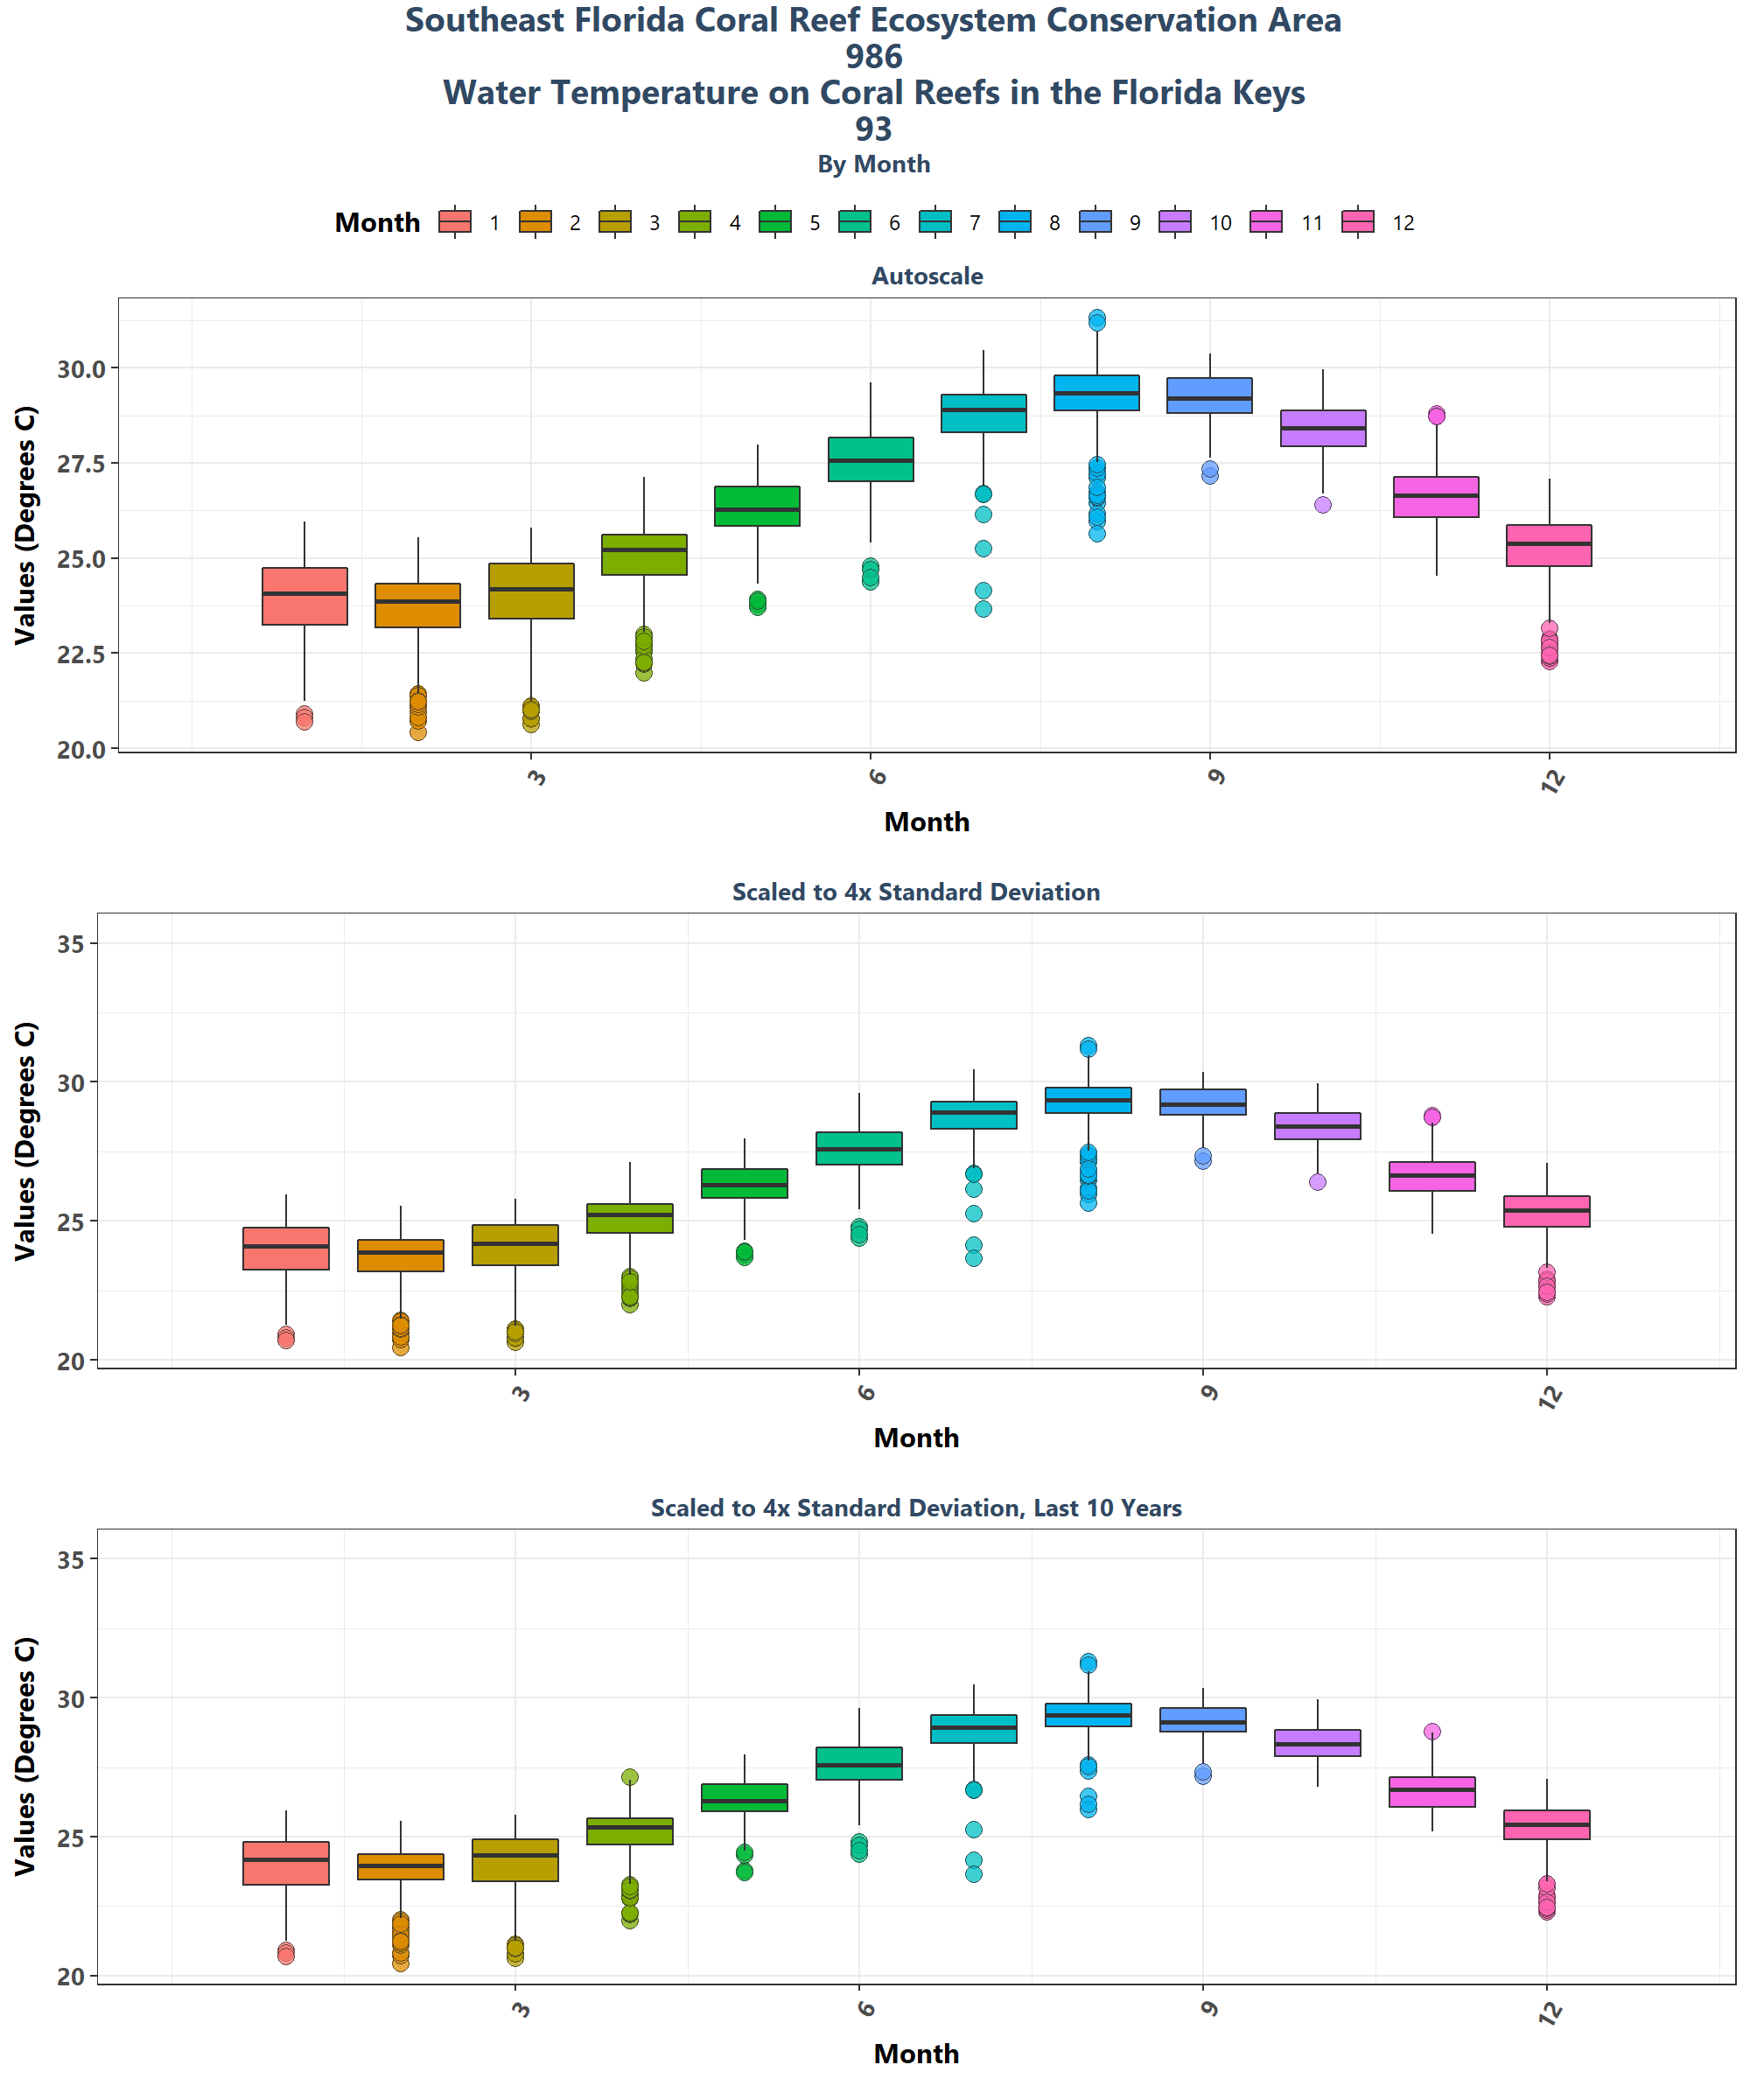 Southeast Florida Coral Reef Ecosystem Conservation Area
986
Water Temperature on Coral Reefs in the Florida Keys
93
By Month
Month 1 2 3 4 5 6 7 8 9 10 11 12
Autoscale
Values (Degrees C)
30.0
27.5
25.0
22.5
20.0
3 6 9 12
Month
Scaled to 4x Standard Deviation
Values (Degrees C)
35
30
25
20
3 6 9 12
Month
Scaled to 4x Standard Deviation, Last 10 Years
Values (Degrees C)
35
30
25
20
3 6 9 12
Month